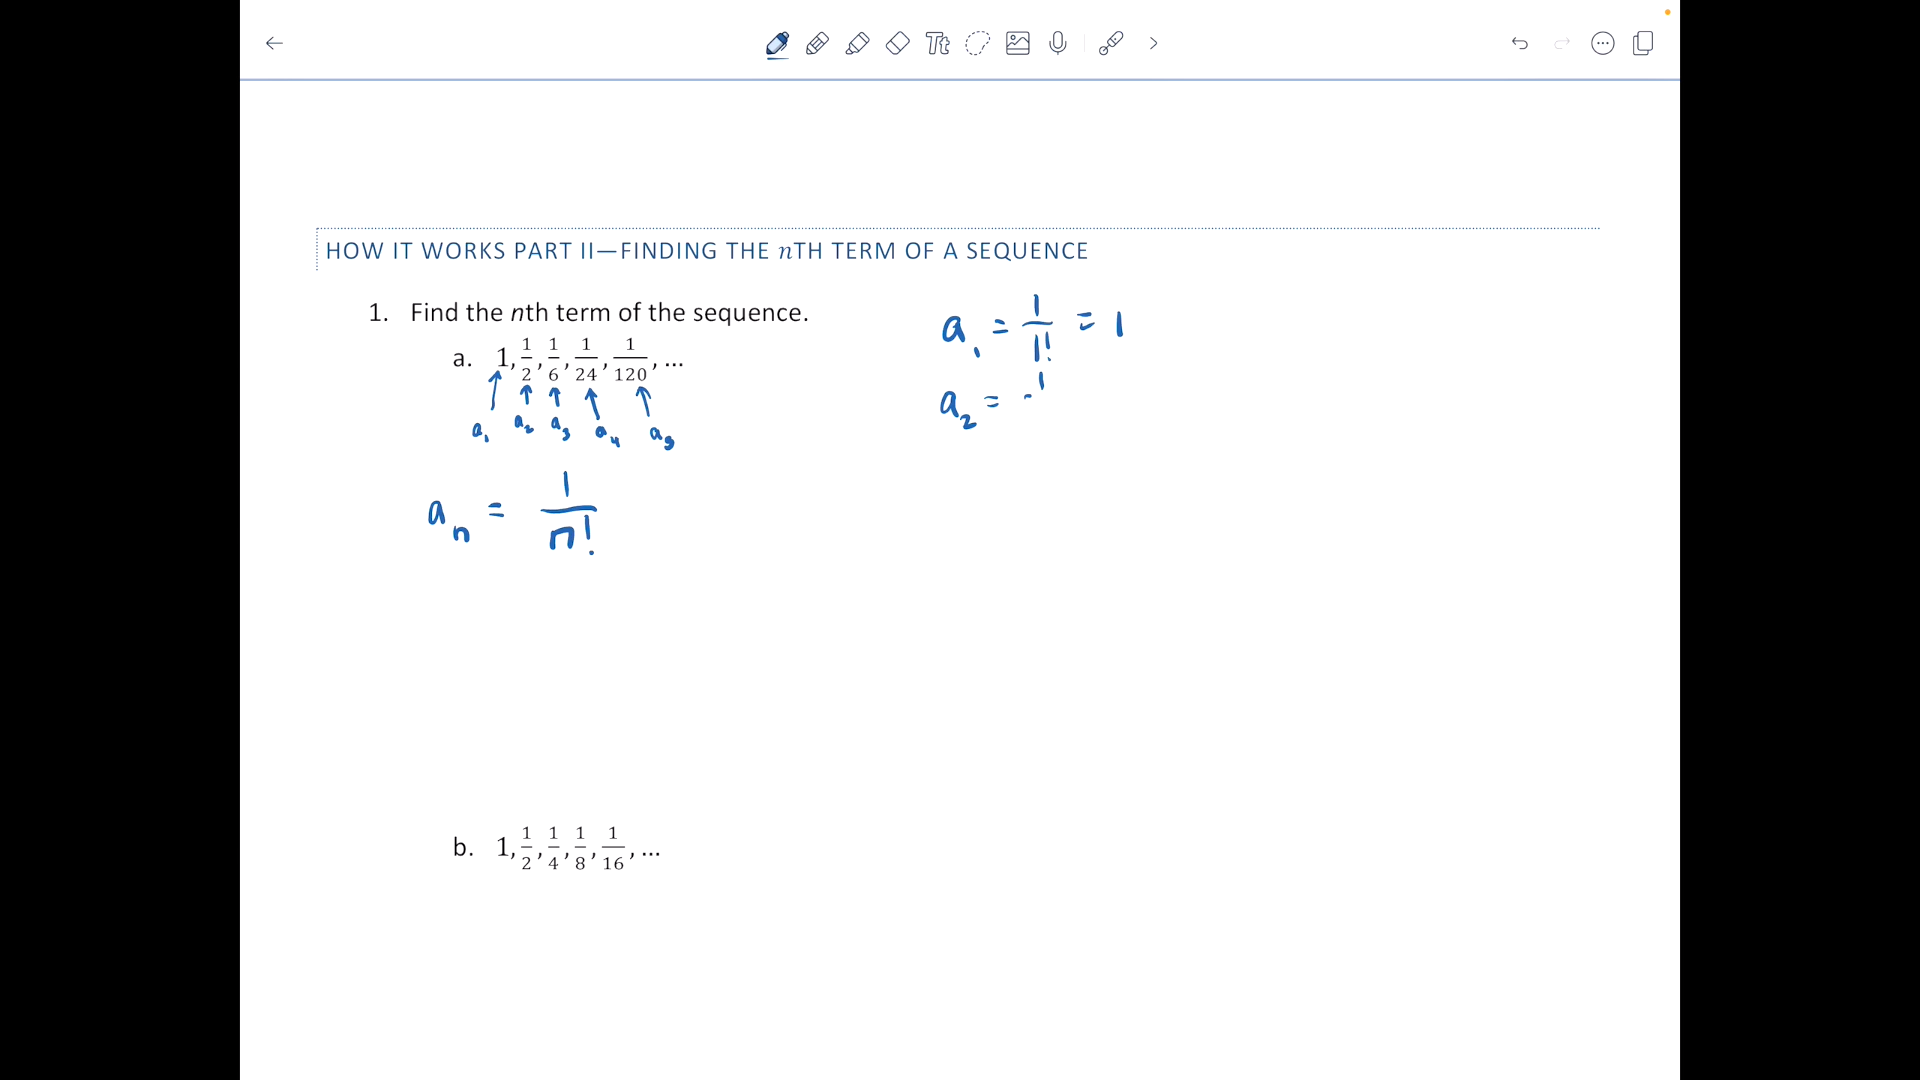 Tt
HOW IT WORKS PART II—FINDING THE nTH TERM OF A SEQUENCE
1. Find the nth term of the sequence.
a. 1, 1/2, 1/6, 1/24, 1/120, ...
a₁ a₂ a₃ a₄ a₅
aₙ = 1/n!
a₁ = 1/1! = 1
a₂ = 1
b. 1, 1/2, 1/4, 1/8, 1/16, ...